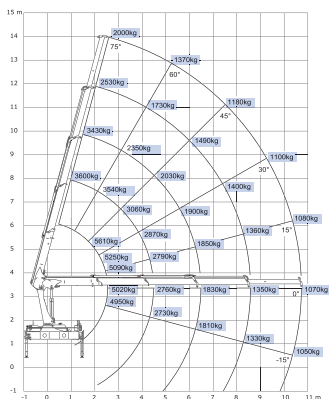 15 m
14
13
12
11
10
9
8
7
6
5
4
3
2
1
0
-1
2000kg
75°
1370kg
60°
2530kg
1730kg
1180kg
45°
3430kg
2350kg
1490kg
1100kg
30°
3600kg
3540kg
2030kg
1400kg
3060kg
1900kg
1080kg
15°
5610kg
2870kg
1850kg
1360kg
5250kg
2790kg
5090kg
5020kg
2760kg
1830kg
1350kg
0°
1070kg
4950kg
2730kg
1810kg
1330kg
-15°
1050kg
-1 0 1 2 3 4 5 6 7 8 9 10 11 m